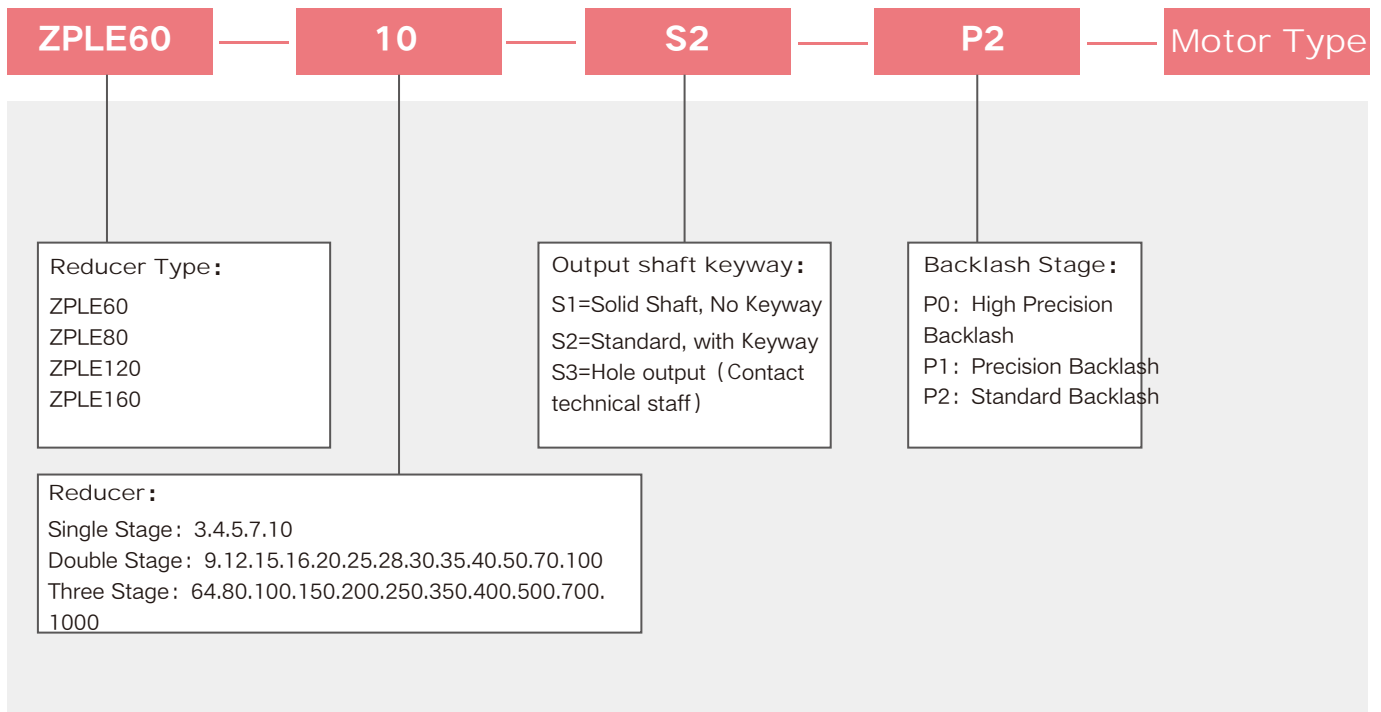 ZPLE60
10
S2
P2
Motor Type
Reducer Type:
ZPLE60
ZPLE80
ZPLE120
ZPLE160
Output shaft keyway:
S1=Solid Shaft, No Keyway
S2=Standard, with Keyway
S3=Hole output (Contact
technical staff)
Backlash Stage:
P0: High Precision
Backlash
P1: Precision Backlash
P2: Standard Backlash
Reducer:
Single Stage: 3.4.5.7.10
Double Stage: 9.12.15.16.20.25.28.30.35.40.50.70.100
Three Stage: 64.80.100.150.200.250.350.400.500.700.
1000